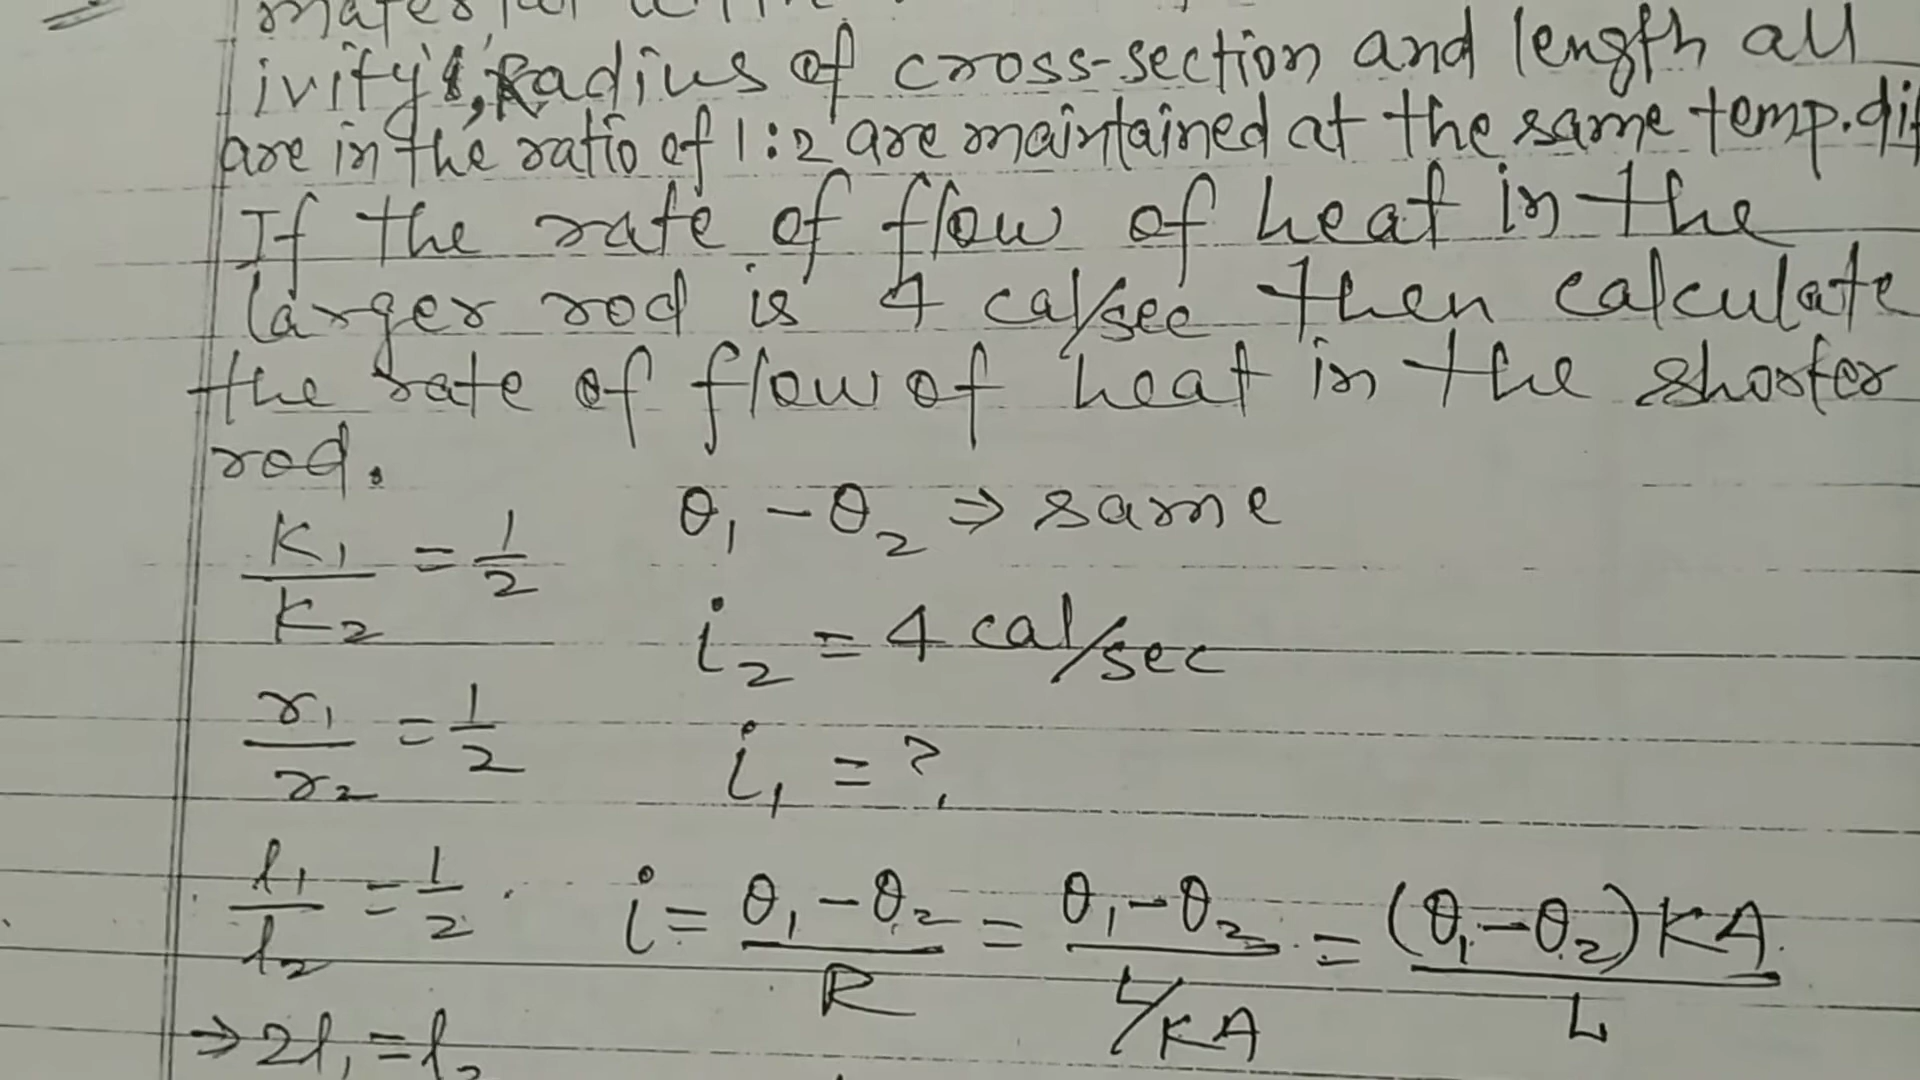 ivity's, Radius of cross-section and length all
are in the ratio of 1:2 are maintained at the same temp. dif
If the rate of flow of heat in the
larger rod is 4 cal/sec then calculate
the rate of flow of heat in the shorter
rod.
K₁/K₂ = 1/2
θ₁ - θ₂ ⇒ same
i₂ = 4 cal/sec
r₁/r₂ = 1/2
i₁ = ?
l₁/l₂ = 1/2
i = (θ₁ - θ₂)/R = (θ₁ - θ₂)/(L/KA) = (θ₁ - θ₂)KA/L
⇒ 2l₁ = l₂